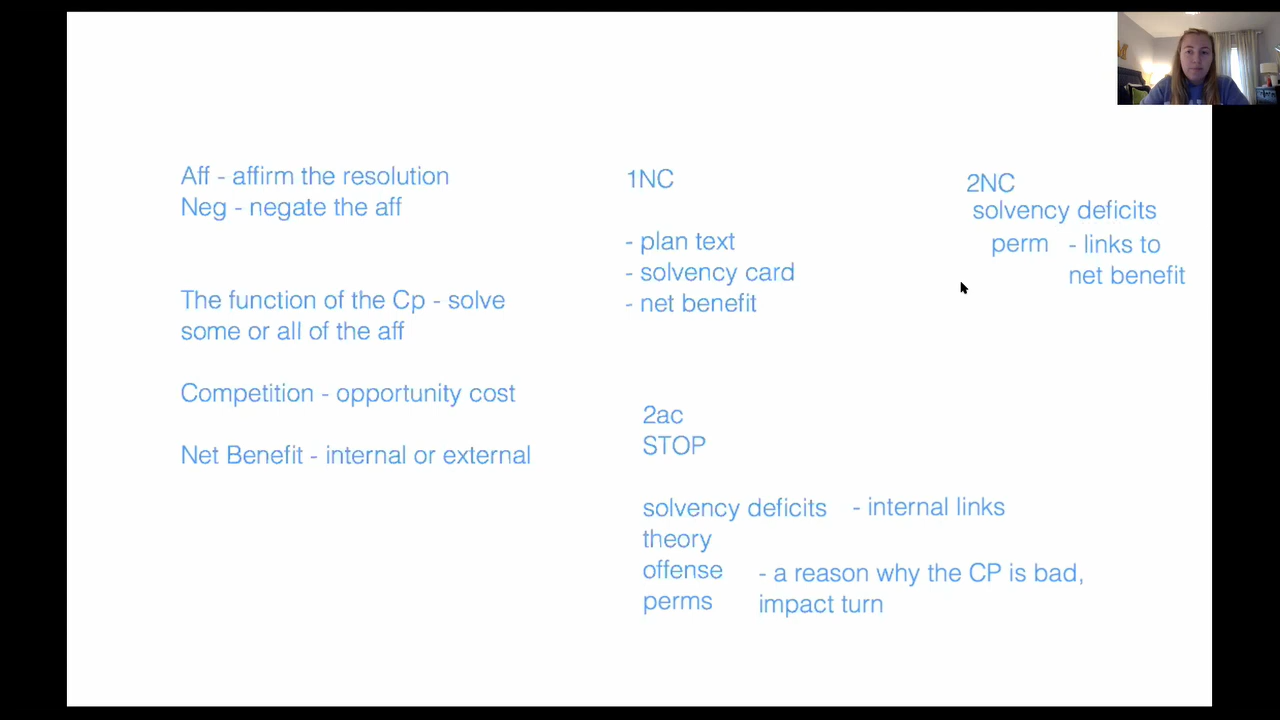 Aff - affirm the resolution
Neg - negate the aff
The function of the Cp - solve
some or all of the aff
Competition - opportunity cost
Net Benefit - internal or external
1NC
- plan text
- solvency card
- net benefit
2ac
STOP
solvency deficits - internal links
theory
offense - a reason why the CP is bad,
perms impact turn
2NC
solvency deficits
perm - links to
net benefit